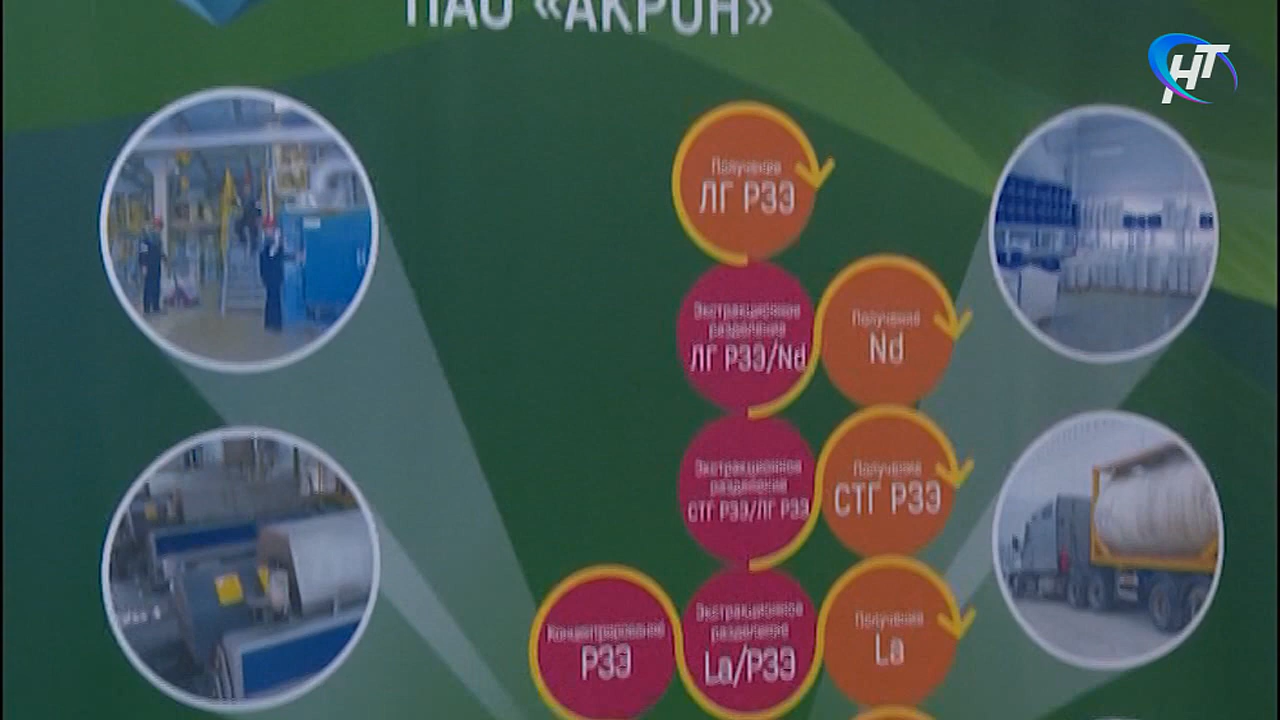 ПАО «АКРОН»
НТ
Получение
ЛГ РЗЭ
Экстракционное
разделение
ЛГ РЗЭ/Nd
Получение
Nd
Экстракционное
разделение
СТГ РЗЭ/ЛГ РЗЭ
Получение
СТГ РЗЭ
Концентрирование
РЗЭ
Экстракционное
разделение
La/РЗЭ
Получение
La